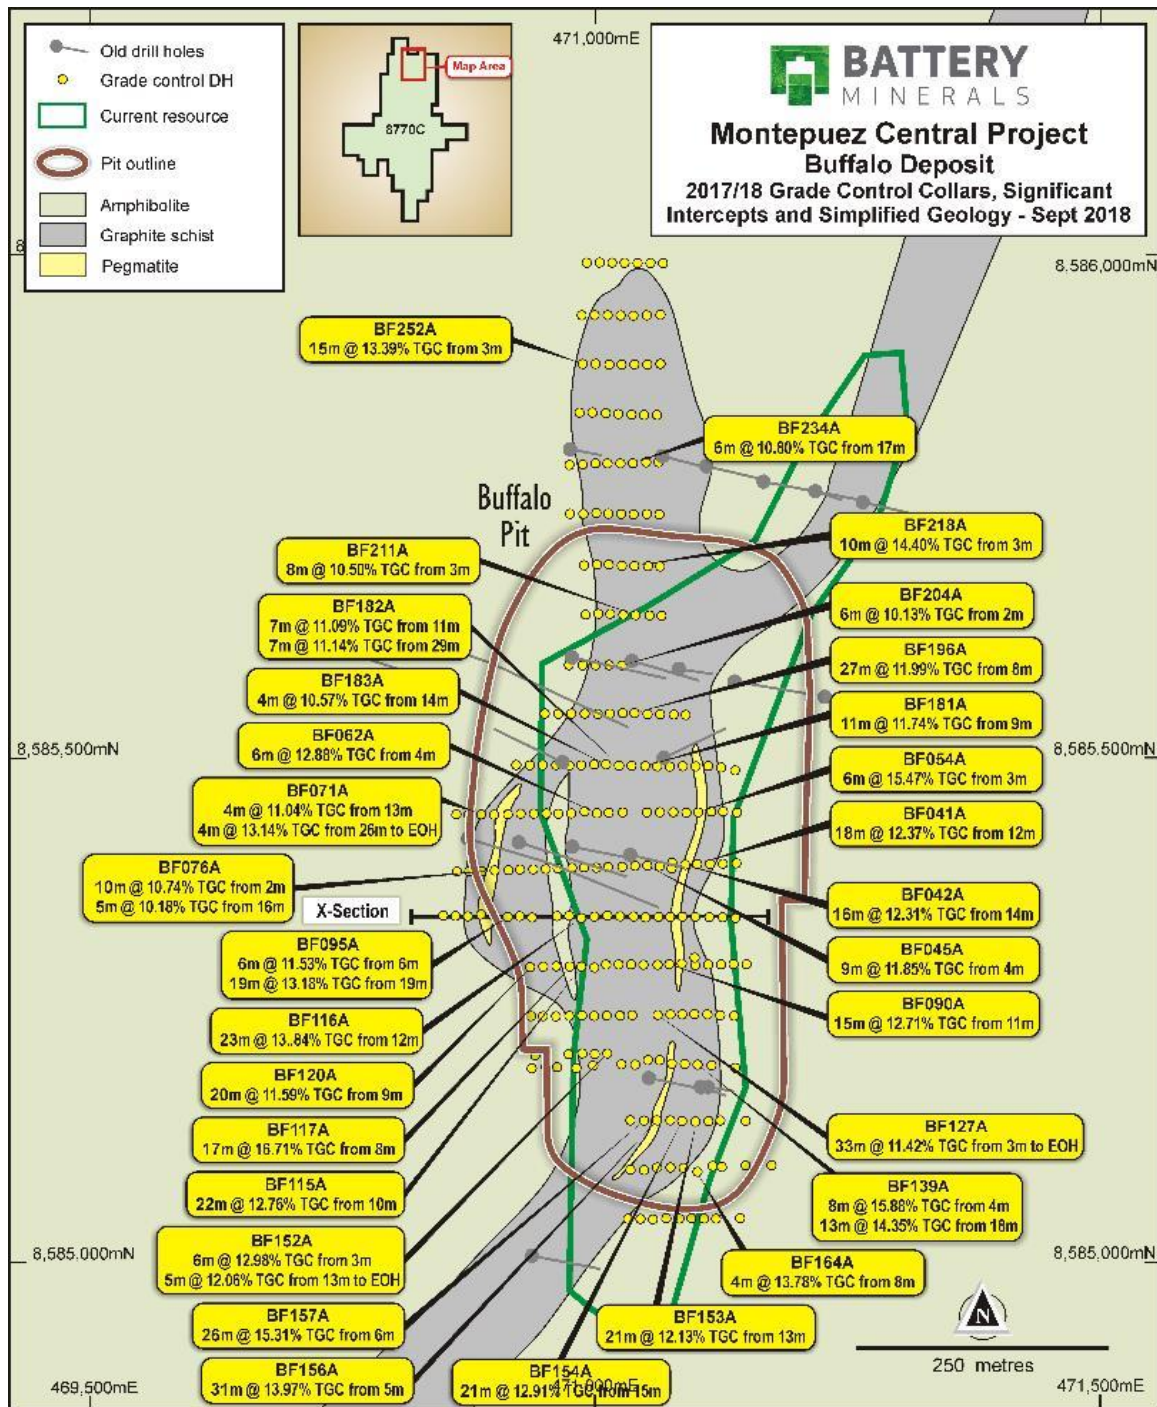 471,000mE
Old drill holes
Grade control DH
Current resource
Pit outline
Amphibolite
Graphite schist
Pegmatite
Map Area
8770C
BATTERY
MINERALS
Montepuez Central Project
Buffalo Deposit
2017/18 Grade Control Collars, Significant
Intercepts and Simplified Geology - Sept 2018
8
8,586,000mN
BF252A
15m @ 13.39% TGC from 3m
BF234A
6m @ 10.80% TGC from 17m
Buffalo
Pit
BF218A
10m @ 14.40% TGC from 3m
BF211A
8m @ 10.50% TGC from 3m
BF204A
6m @ 10.13% TGC from 2m
BF182A
7m @ 11.09% TGC from 11m
7m @ 11.14% TGC from 29m
BF196A
27m @ 11.99% TGC from 8m
BF183A
4m @ 10.57% TGC from 14m
BF181A
11m @ 11.74% TGC from 9m
8,585,500mN
8,585,500mN
BF062A
6m @ 12.88% TGC from 4m
BF054A
6m @ 15.47% TGC from 3m
BF071A
4m @ 11.04% TGC from 13m
4m @ 13.14% TGC from 26m to EOH
BF041A
18m @ 12.37% TGC from 12m
BF076A
10m @ 10.74% TGC from 2m
5m @ 10.18% TGC from 16m
BF042A
16m @ 12.31% TGC from 14m
X-Section
BF095A
6m @ 11.53% TGC from 6m
19m @ 13.18% TGC from 19m
BF045A
9m @ 11.85% TGC from 4m
BF090A
15m @ 12.71% TGC from 11m
BF116A
23m @ 13..84% TGC from 12m
BF120A
20m @ 11.59% TGC from 9m
BF117A
17m @ 16.71% TGC from 8m
BF127A
33m @ 11.42% TGC from 3m to EOH
BF115A
22m @ 12.76% TGC from 10m
BF139A
8m @ 15.88% TGC from 4m
13m @ 14.35% TGC from 18m
BF152A
6m @ 12.98% TGC from 3m
5m @ 12.06% TGC from 13m to EOH
8,585.000mN
8,585,000mN
BF164A
4m @ 13.78% TGC from 8m
BF157A
26m @ 15.31% TGC from 6m
BF153A
21m @ 12.13% TGC from 13m
BF156A
31m @ 13.97% TGC from 5m
BF154A
21m @ 12.91% TGC from 15m
N
250 metres
469,500mE
471,000mE
471,500mE